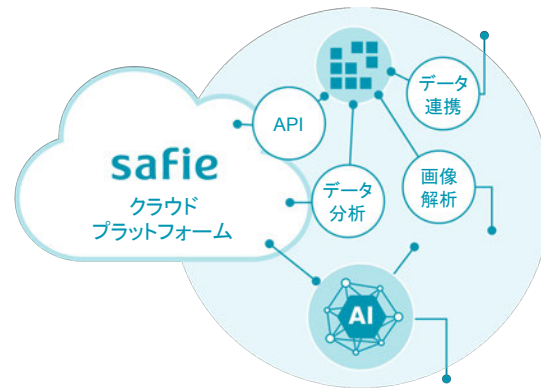 safie
クラウド
プラットフォーム
API
データ
連携
データ
分析
画像
解析
AI